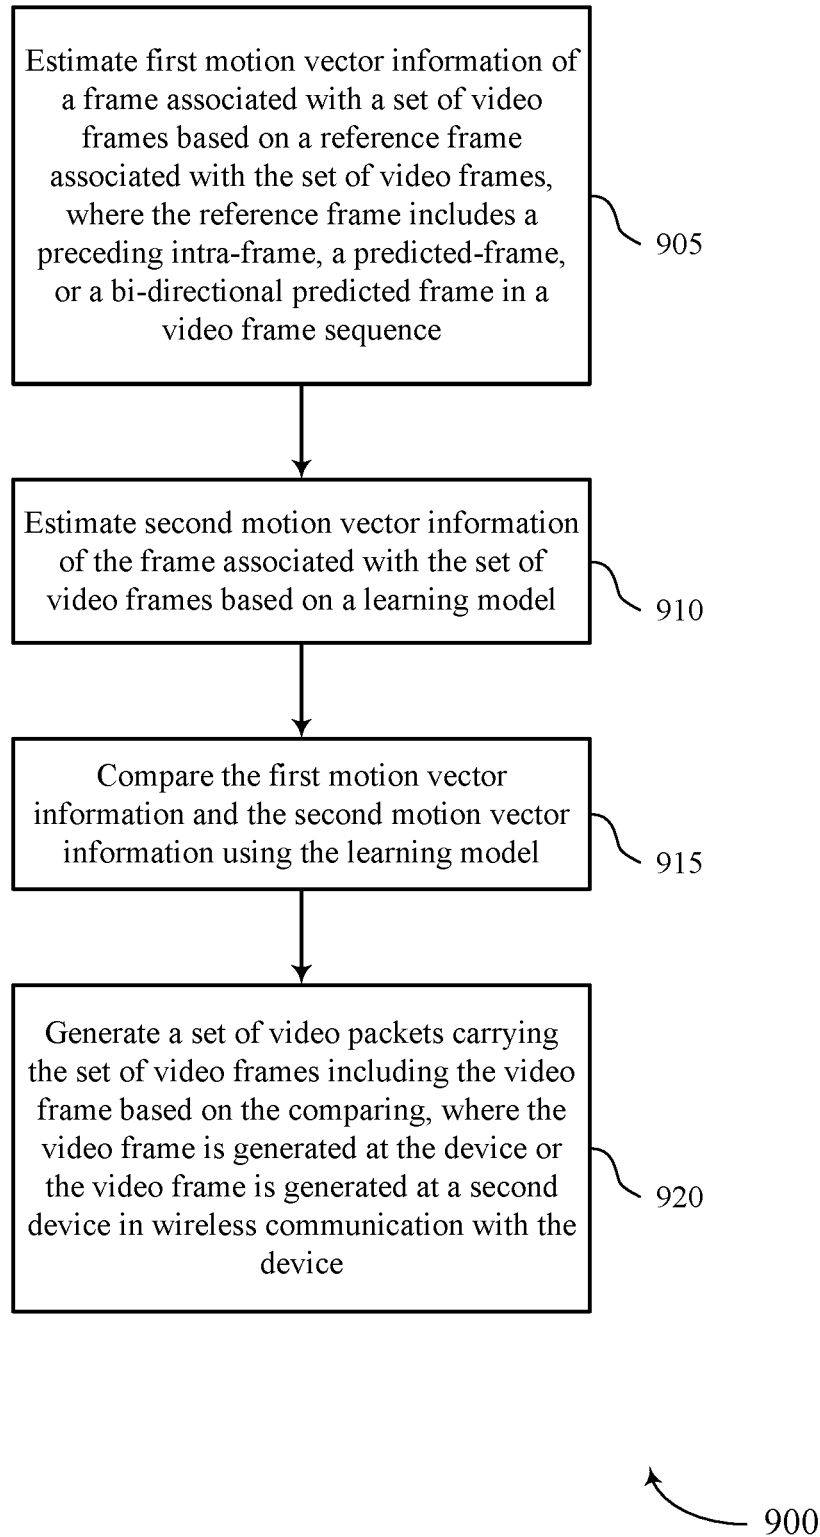 Estimate first motion vector information of
a frame associated with a set of video
frames based on a reference frame
associated with the set of video frames,
where the reference frame includes a
preceding intra-frame, a predicted-frame,
or a bi-directional predicted frame in a
video frame sequence
905
Estimate second motion vector information
of the frame associated with the set of
video frames based on a learning model
910
Compare the first motion vector
information and the second motion vector
information using the learning model
915
Generate a set of video packets carrying
the set of video frames including the video
frame based on the comparing, where the
video frame is generated at the device or
the video frame is generated at a second
device in wireless communication with the
device
920
900